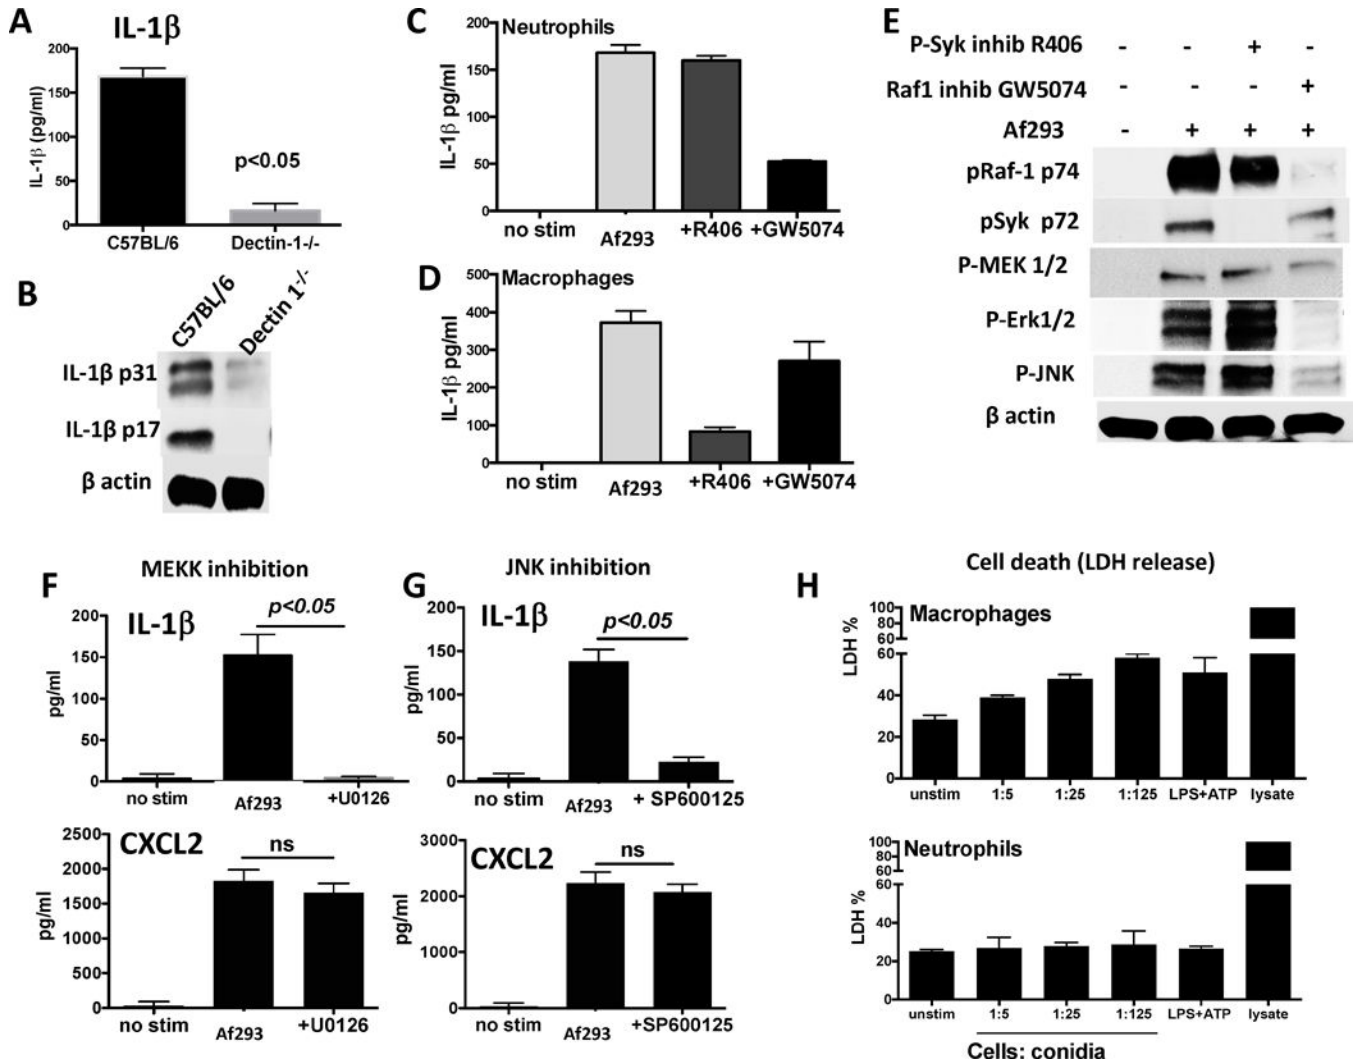 A
IL-1β
IL-1β (pg/ml)
200
150
100
50
0
p<0.05
C57BL/6
Dectin-1-/-
B
C57BL/6
Dectin 1-/-
IL-1β p31
IL-1β p17
β actin
C
Neutrophils
IL-1β pg/ml
200
150
100
50
0
no stim
Af293
+R406
+GW5074
D
Macrophages
IL-1β pg/ml
500
400
300
200
100
0
no stim
Af293
+R406
+GW5074
E
P-Syk inhib R406 - - + -
Raf1 inhib GW5074 - - - +
Af293 - + + +
pRaf-1 p74
pSyk p72
P-MEK 1/2
P-Erk1/2
P-JNK
β actin
F
MEKK inhibition
IL-1β
p<0.05
pg/ml
200
150
100
50
0
no stim
Af293
+U0126
CXCL2
ns
pg/ml
2500
2000
1500
1000
500
0
no stim
Af293
+U0126
G
JNK inhibition
IL-1β
p<0.05
pg/ml
200
150
100
50
0
no stim
Af293
+ SP600125
CXCL2
ns
pg/ml
3000
2000
1000
0
no stim
Af293
+SP600125
H
Cell death (LDH release)
Macrophages
LDH %
100
80
60
60
40
20
0
unstim
1:5
1:25
1:125
LPS+ATP
lysate
Neutrophils
LDH %
100
80
60
60
40
20
0
unstim
1:5
1:25
1:125
LPS+ATP
lysate
Cells: conidia